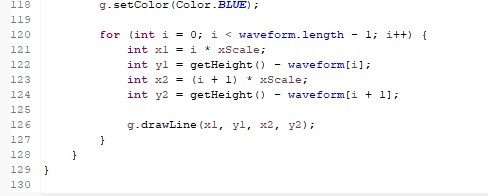 118 g.setColor(Color.BLUE);
119
120 for (int i = 0; i < waveform.length - 1; i++) {
121 int x1 = i * xScale;
122 int y1 = getHeight() - waveform[i];
123 int x2 = (i + 1) * xScale;
124 int y2 = getHeight() - waveform[i + 1];
125
126 g.drawLine(x1, y1, x2, y2);
127 }
128 }
129 }
130